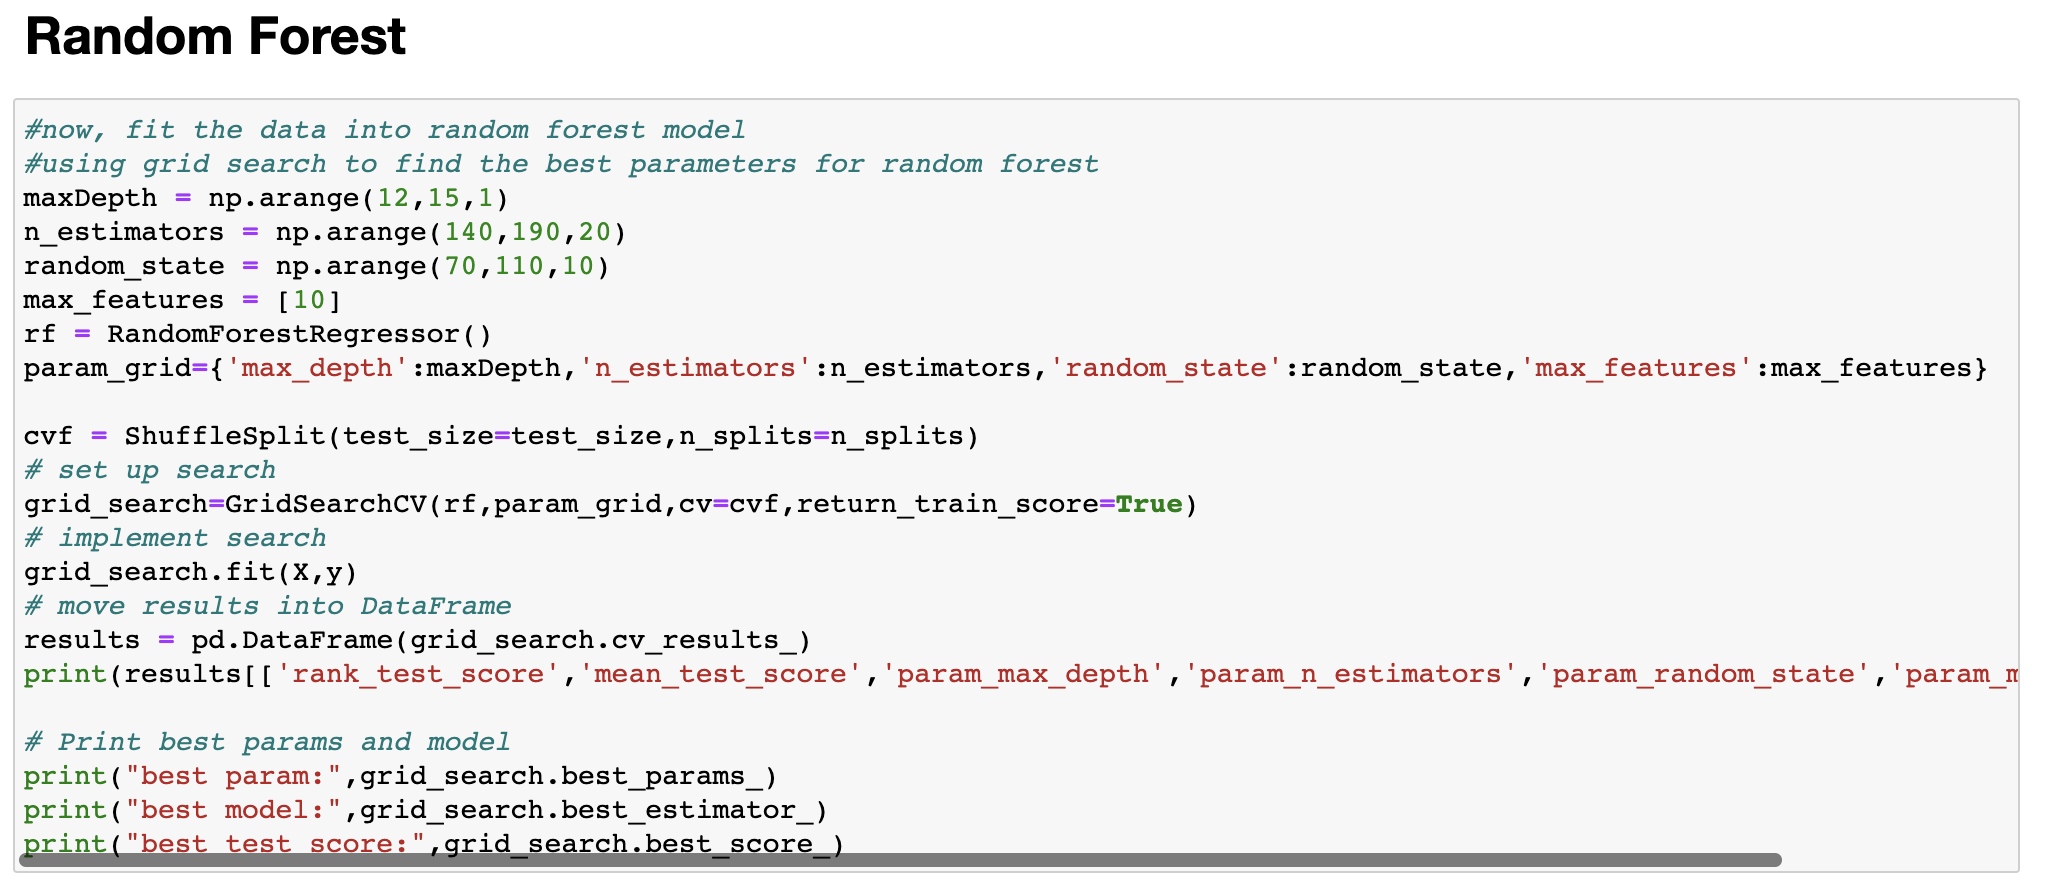 Random Forest
#now, fit the data into random forest model
#using grid search to find the best parameters for random forest
maxDepth = np.arange(12,15,1)
n_estimators = np.arange(140,190,20)
random_state = np.arange(70,110,10)
max_features = [10]
rf = RandomForestRegressor()
param_grid={'max_depth':maxDepth,'n_estimators':n_estimators,'random_state':random_state,'max_features':max_features}
cvf = ShuffleSplit(test_size=test_size,n_splits=n_splits)
# set up search
grid_search=GridSearchCV(rf,param_grid,cv=cvf,return_train_score=True)
# implement search
grid_search.fit(X,y)
# move results into DataFrame
results = pd.DataFrame(grid_search.cv_results_)
print(results[['rank_test_score','mean_test_score','param_max_depth','param_n_estimators','param_random_state','param_m
# Print best params and model
print("best param:",grid_search.best_params_)
print("best model:",grid_search.best_estimator_)
print("best test score:",grid_search.best_score_)